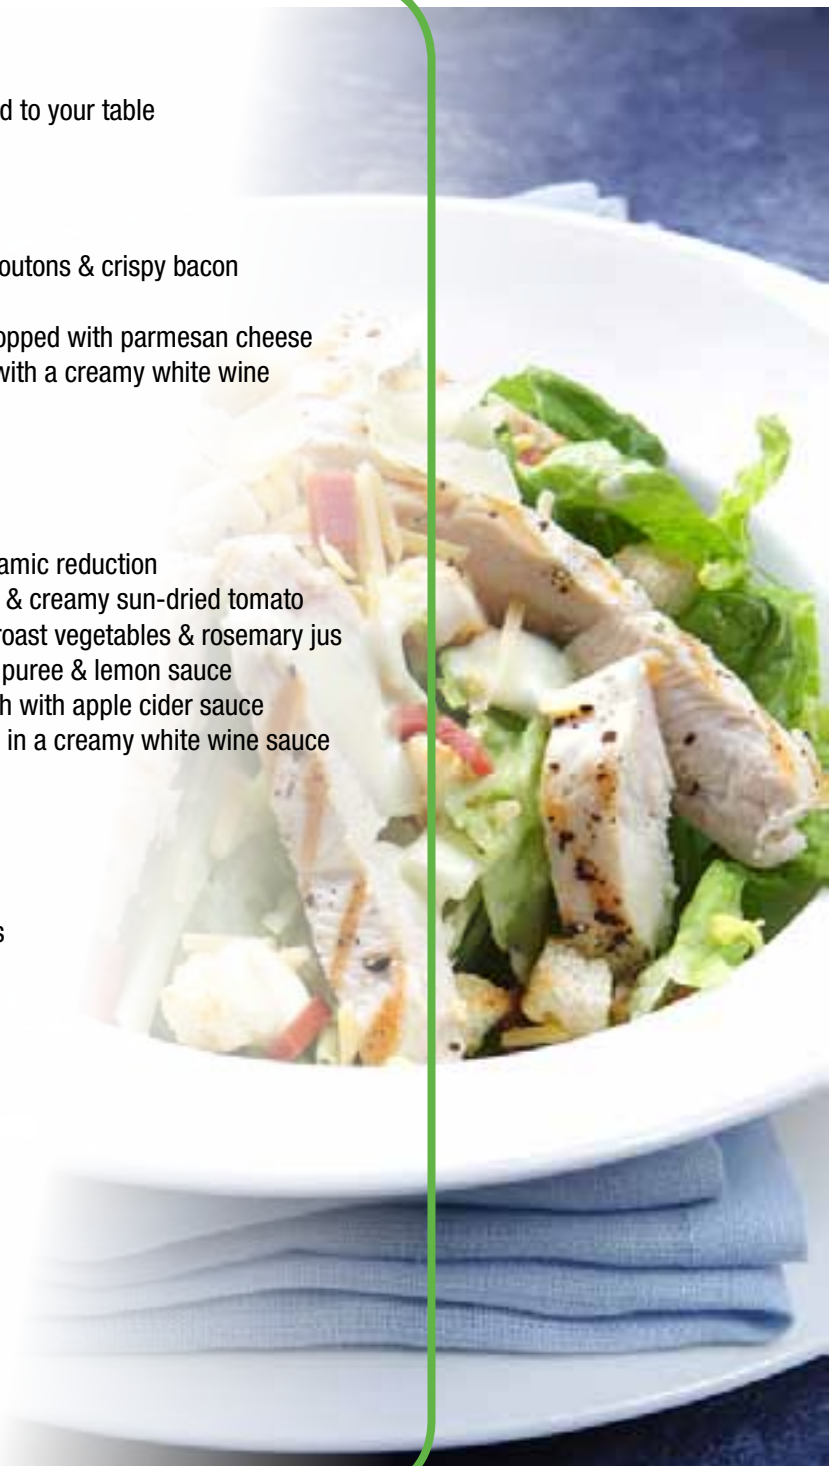 d to your table
outons & crispy bacon
opped with parmesan cheese
with a creamy white wine
amic reduction
& creamy sun-dried tomato
roast vegetables & rosemary jus
puree & lemon sauce
h with apple cider sauce
in a creamy white wine sauce
s